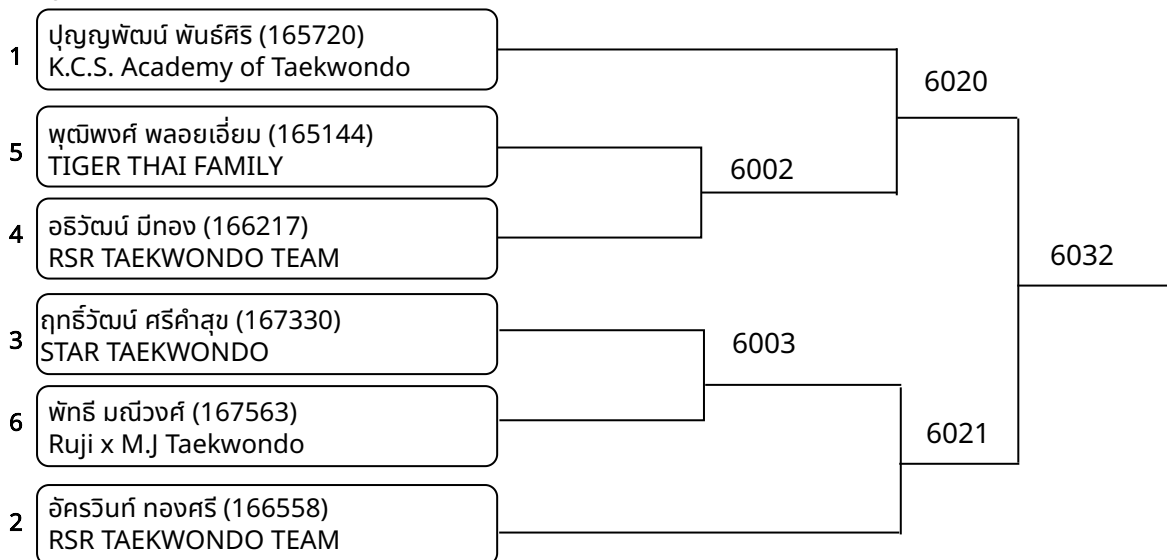 1
ปุญญพัฒน์ พันธ์ศิริ (165720)
K.C.S. Academy of Taekwondo
6020
5
พุฒิพงศ์ พลอยเอี่ยม (165144)
TIGER THAI FAMILY
6002
4
อธิวัฒน์ มีทอง (166217)
RSR TAEKWONDO TEAM
6032
3
ฤทธิ์วัฒน์ ศรีคำสุข (167330)
STAR TAEKWONDO
6003
6
พัทธี มณีวงศ์ (167563)
Ruji x M.J Taekwondo
6021
2
อัครวินท์ ทองศรี (166558)
RSR TAEKWONDO TEAM